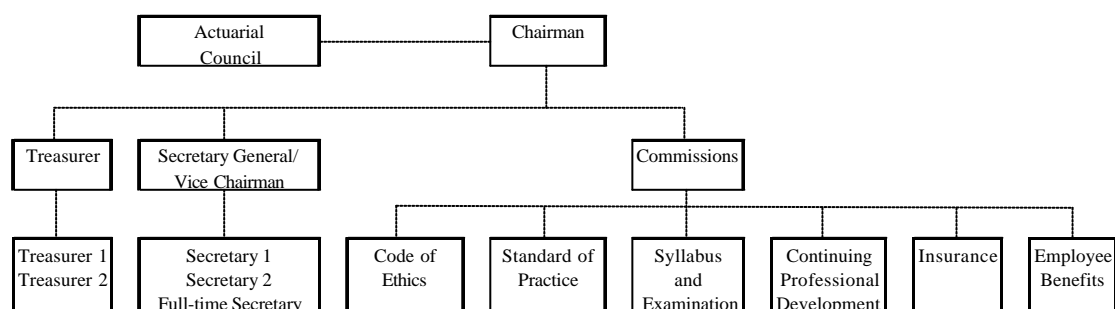 Actuarial
Council
Chairman
Treasurer
Secretary General/
Vice Chairman
Commissions
Treasurer 1
Treasurer 2
Secretary 1
Secretary 2
Full-time Secretary
Code of
Ethics
Standard of
Practice
Syllabus
and
Examination
Continuing
Professional
Development
Insurance
Employee
Benefits